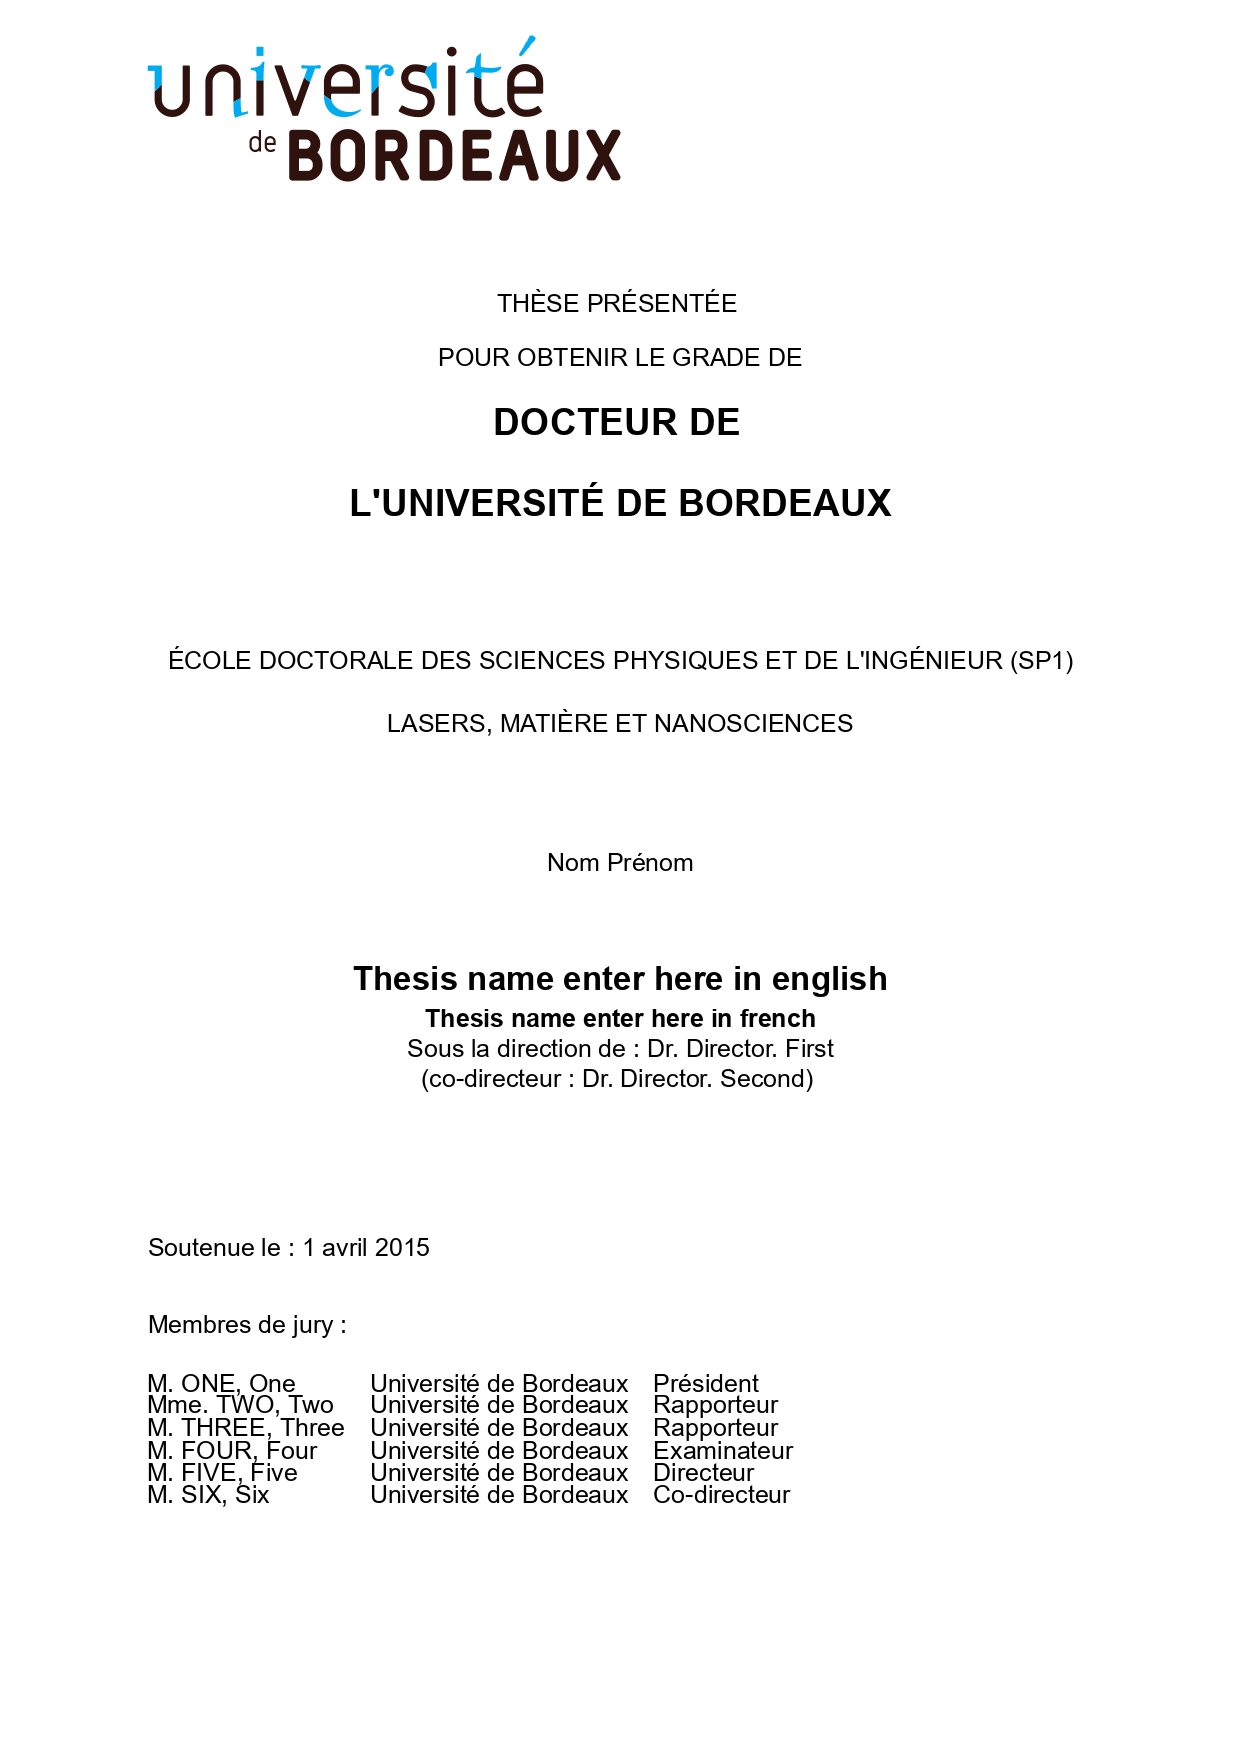 université
de BORDEAUX
THÈSE PRÉSENTÉE
POUR OBTENIR LE GRADE DE
DOCTEUR DE
L'UNIVERSITÉ DE BORDEAUX
ÉCOLE DOCTORALE DES SCIENCES PHYSIQUES ET DE L'INGÉNIEUR (SP1)
LASERS, MATIÈRE ET NANOSCIENCES
Nom Prénom
Thesis name enter here in english
Thesis name enter here in french
Sous la direction de : Dr. Director. First
(co-directeur : Dr. Director. Second)
Soutenue le : 1 avril 2015
Membres de jury :
M. ONE, One Université de Bordeaux Président
Mme. TWO, Two Université de Bordeaux Rapporteur
M. THREE, Three Université de Bordeaux Rapporteur
M. FOUR, Four Université de Bordeaux Examinateur
M. FIVE, Five Université de Bordeaux Directeur
M. SIX, Six Université de Bordeaux Co-directeur